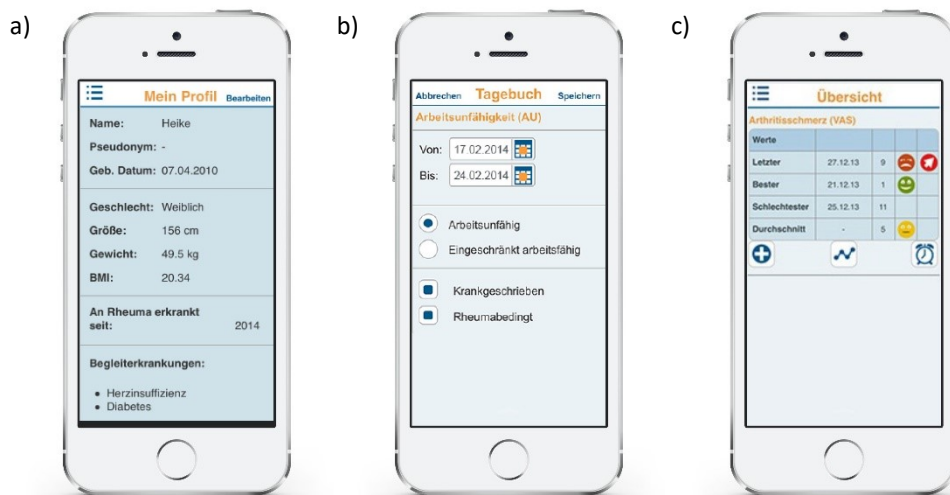 a)
b)
c)
Mein Profil Bearbeiten
Name: Heike
Pseudonym: -
Geb. Datum: 07.04.2010
Geschlecht: Weiblich
Größe: 156 cm
Gewicht: 49.5 kg
BMI: 20.34
An Rheuma erkrankt
seit: 2014
Begleiterkrankungen:
• Herzinsuffizienz
• Diabetes
Abbrechen Tagebuch Speichern
Arbeitsunfähigkeit (AU)
Von: 17.02.2014
Bis: 24.02.2014
Arbeitsunfähig
Eingeschränkt arbeitsfähig
Krankgeschrieben
Rheumabedingt
Übersicht
Arthritisschmerz (VAS)
Werte
Letzter 27.12.13 9
Bester 21.12.13 1
Schlechtester 25.12.13 11
Durchschnitt - 5